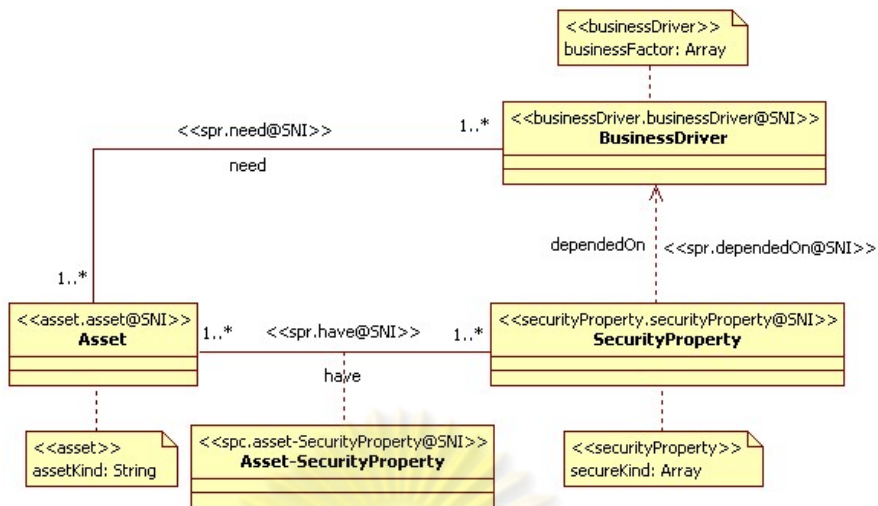 <<businessDriver>>
businessFactor: Array
<<businessDriver.businessDriver@SNI>>
BusinessDriver
<<spr.need@SNI>>
1..*
need
dependedOn
<<spr.dependedOn@SNI>>
1..*
<<asset.asset@SNI>>
Asset
1..*
<<spr.have@SNI>>
1..*
have
<<securityProperty.securityProperty@SNI>>
SecurityProperty
<<asset>>
assetKind: String
<<spc.asset-SecurityProperty@SNI>>
Asset-SecurityProperty
<<securityProperty>>
secureKind: Array